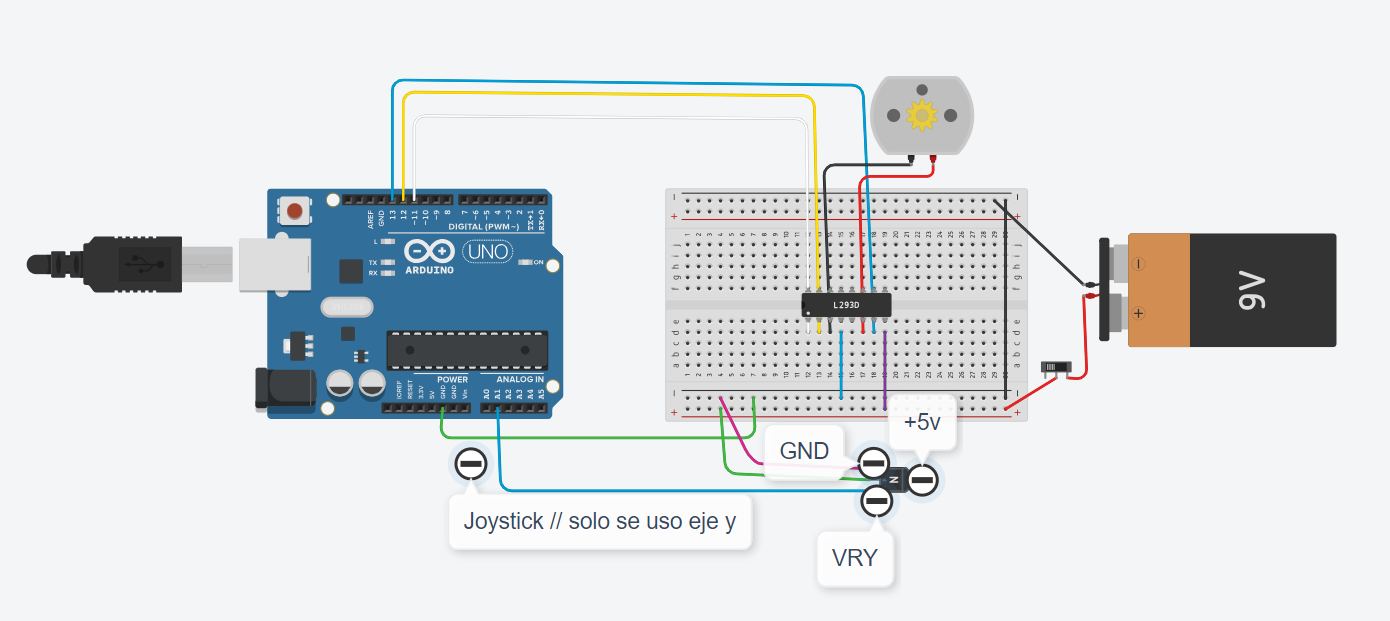 AREF
GND
13
12
~11
~10
~9
8
7
~6
~5
4
~3
2
TX→1
RX←0
DIGITAL (PWM~)
L
TX
RX
ARDUINO
UNO
ON
POWER
ANALOG IN
IOREF
RESET
3.3V
5V
GND
GND
Vin
A0
A1
A2
A3
A4
A5
L293D
9V
+5v
GND
N
Joystick // solo se uso eje y
VRY